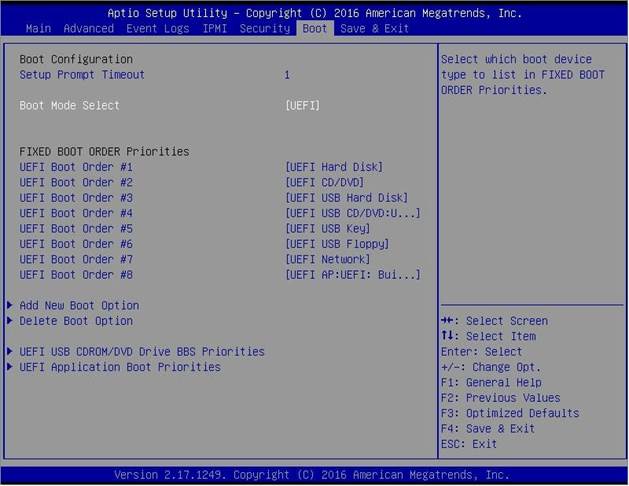 Aptio Setup Utility – Copyright (C) 2016 American Megatrends, Inc.
Main Advanced Event Logs IPMI Security Boot Save & Exit
Boot Configuration
Setup Prompt Timeout 1
Boot Mode Select [UEFI]
FIXED BOOT ORDER Priorities
UEFI Boot Order #1 [UEFI Hard Disk]
UEFI Boot Order #2 [UEFI CD/DVD]
UEFI Boot Order #3 [UEFI USB Hard Disk]
UEFI Boot Order #4 [UEFI USB CD/DVD:U...]
UEFI Boot Order #5 [UEFI USB Key]
UEFI Boot Order #6 [UEFI USB Floppy]
UEFI Boot Order #7 [UEFI Network]
UEFI Boot Order #8 [UEFI AP:UEFI: Bui...]
Add New Boot Option
Delete Boot Option
UEFI USB CDROM/DVD Drive BBS Priorities
UEFI Application Boot Priorities
Select which boot device
type to list in FIXED BOOT
ORDER Priorities.
→←: Select Screen
↑↓: Select Item
Enter: Select
+/-: Change Opt.
F1: General Help
F2: Previous Values
F3: Optimized Defaults
F4: Save & Exit
ESC: Exit
Version 2.17.1249. Copyright (C) 2016 American Megatrends, Inc.